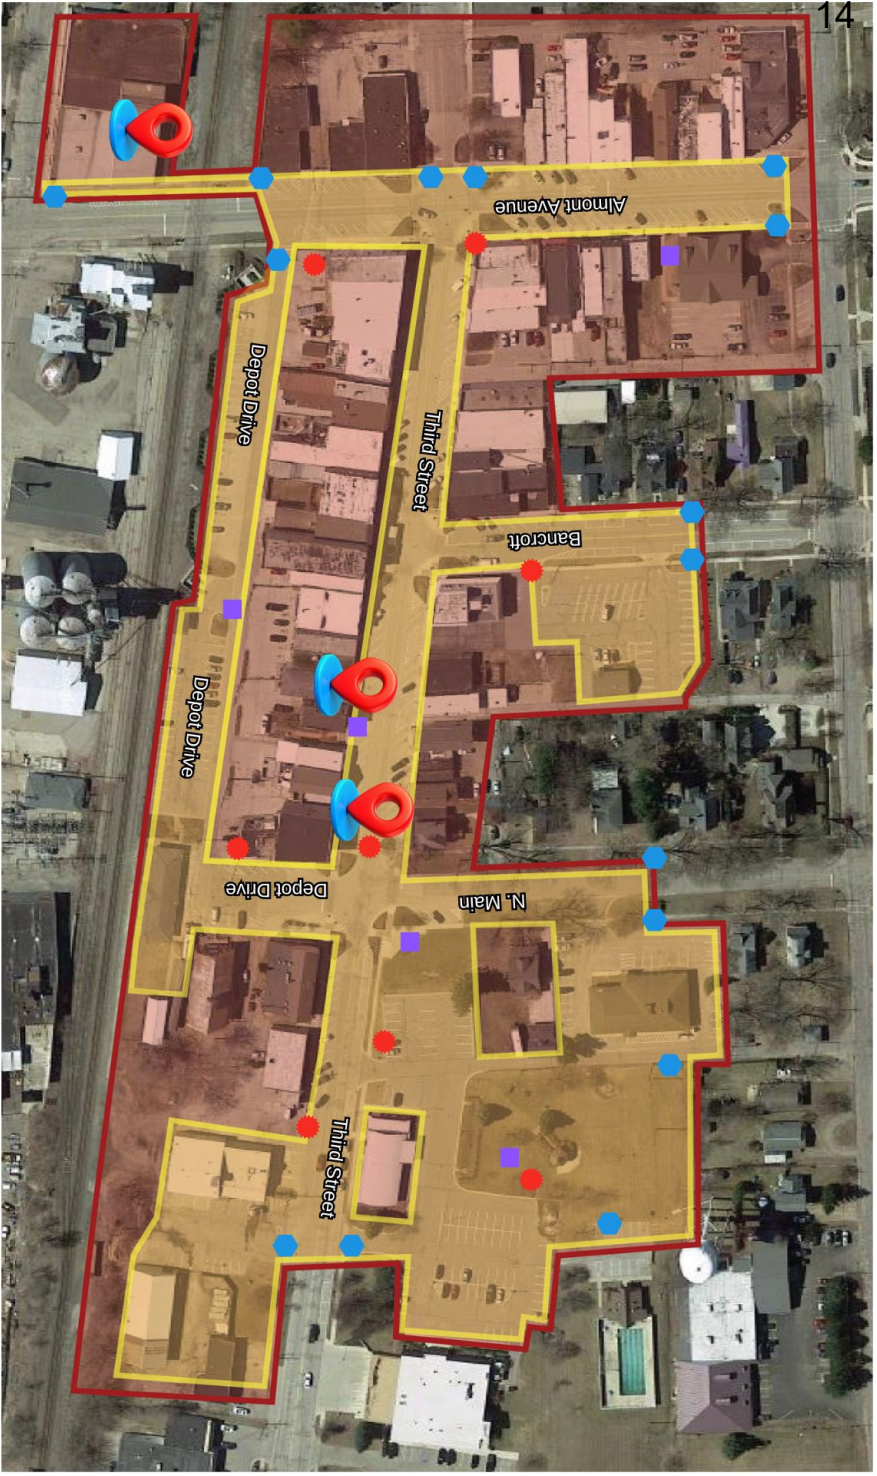 14
Almont Avenue
Depot Drive
Third Street
Bancroft
Depot Drive
Depot Drive
N. Main
Third Street